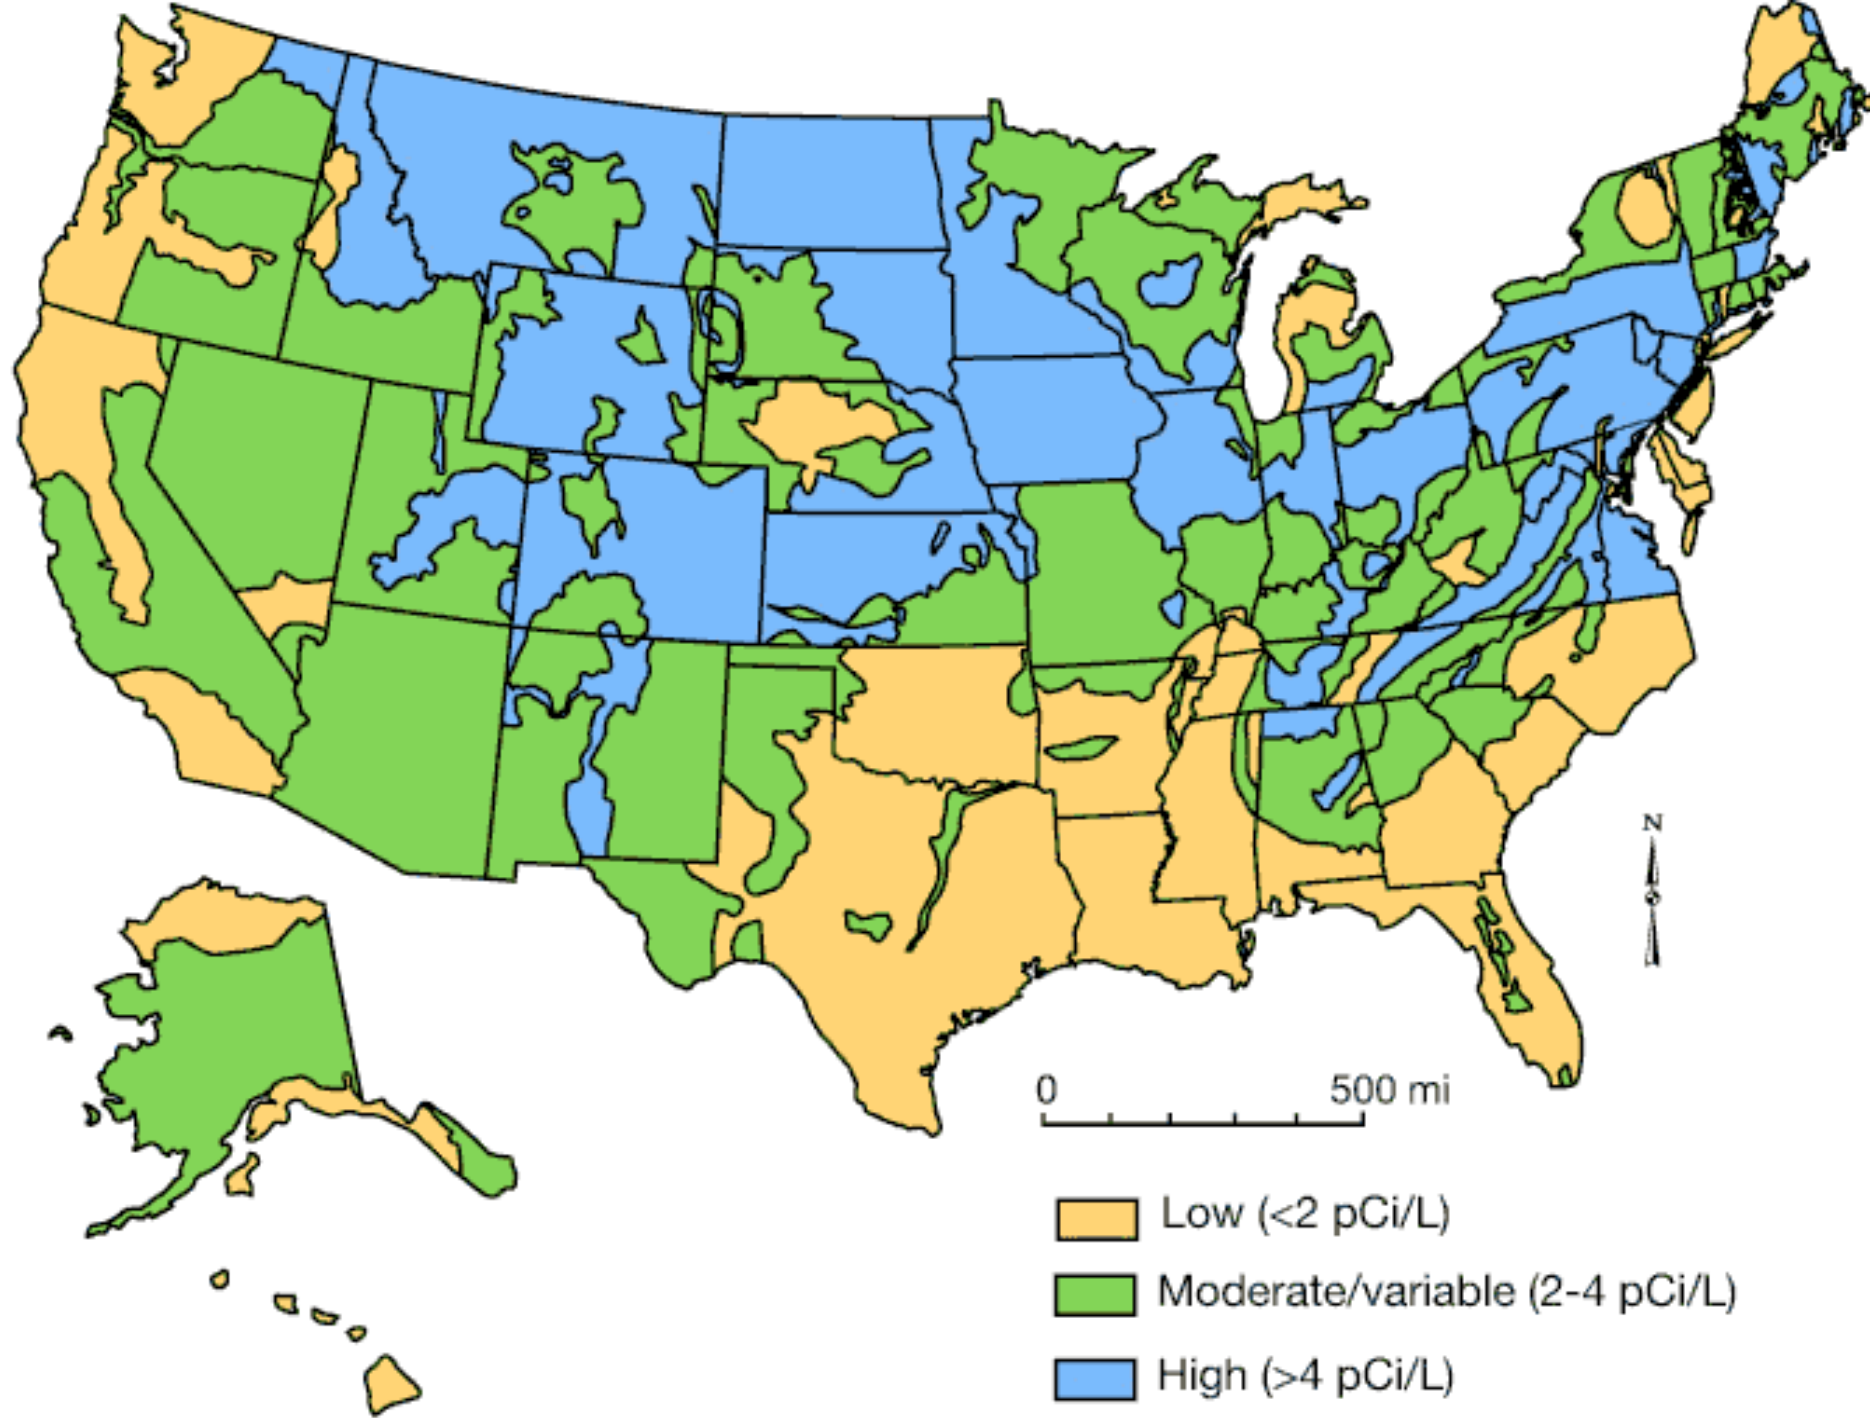 N
0 500 mi
Low (<2 pCi/L)
Moderate/variable (2-4 pCi/L)
High (>4 pCi/L)